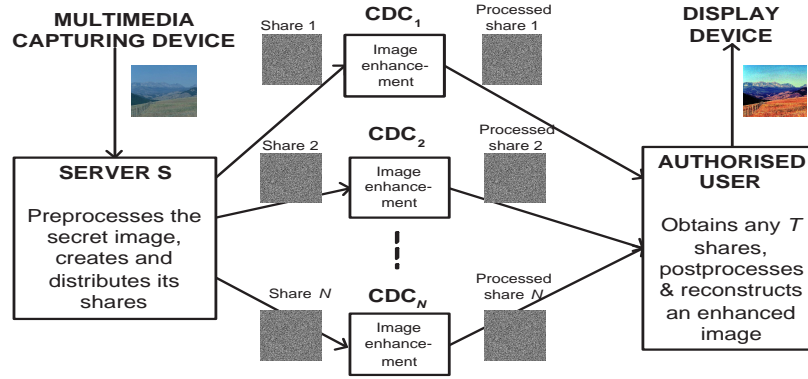 MULTIMEDIA
CAPTURING DEVICE
SERVER S
Preprocesses the
secret image,
creates and
distributes its
shares
Share 1
CDC1
Image
enhance-
ment
Processed
share 1
Share 2
CDC2
Image
enhance-
ment
Processed
share 2
Share N
CDCN
Image
enhance-
ment
Processed
share N
DISPLAY
DEVICE
AUTHORISED
USER
Obtains any T
shares,
postprocesses
& reconstructs
an enhanced
image